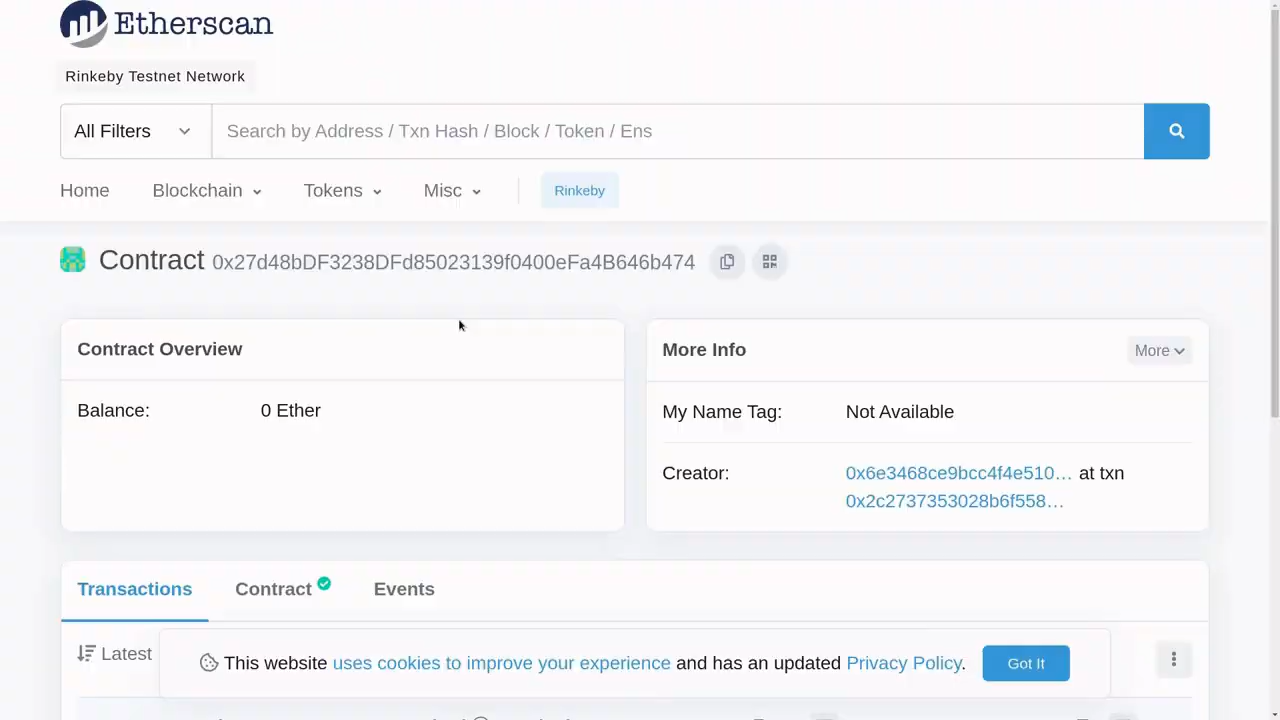 Etherscan
Rinkeby Testnet Network
All Filters
Search by Address / Txn Hash / Block / Token / Ens
Home
Blockchain
Tokens
Misc
Rinkeby
Contract 0x27d48bDF3238DFd85023139f0400eFa4B646b474
Contract Overview
Balance:
0 Ether
More Info
More
My Name Tag:
Not Available
Creator:
0x6e3468ce9bcc4f4e510... at txn
0x2c2737353028b6f558...
Transactions
Contract
Events
Latest
This website uses cookies to improve your experience and has an updated Privacy Policy.
Got It